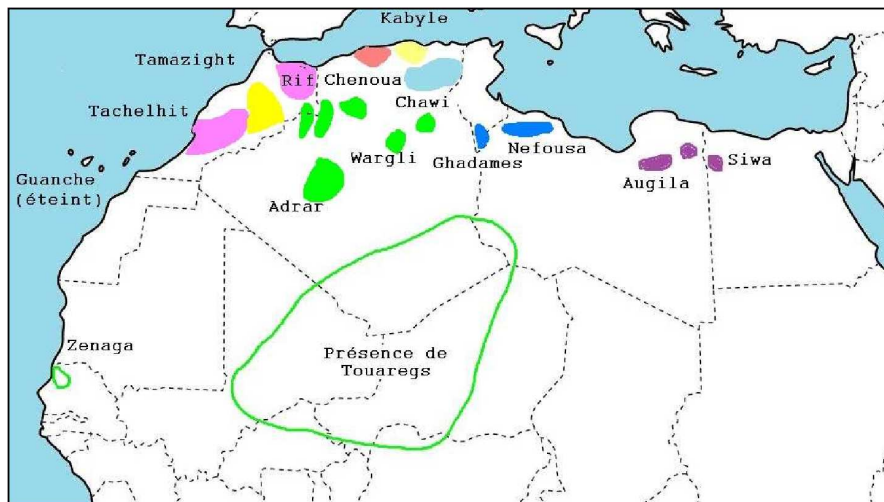 Kabyle
Tamazight
Rif
Chenoua
Tachelhit
Chawi
Wargli
Ghadames
Nefousa
Guanche
(éteint)
Adrar
Augila
Siwa
Zenaga
Présence de
Touaregs